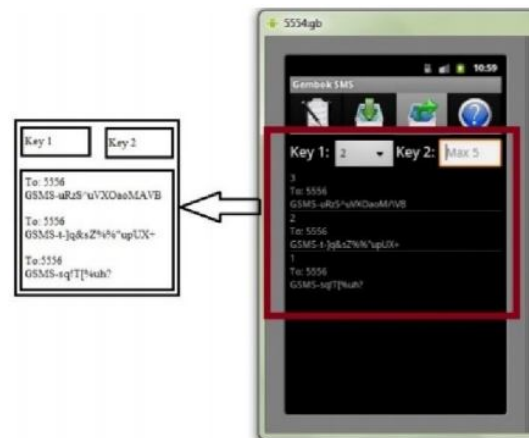 Key 1
Key 2
To: 5556
GSMS-uRzS^uVXOaoMAVB
To: 5556
GSMS-t-]q&sZ%%"upUX+
To:5556
GSMS-sq!T[%uh?
5554:gb
10:59
Gembok SMS
Key 1: 2 Key 2: Max 5
3
To: 5556
GSMS-uRzS^uVXOaoMAVB
2
To: 5556
GSMS-t-]q&sZ%%"upUX+
1
To: 5556
GSMS-sq!T[%uh?